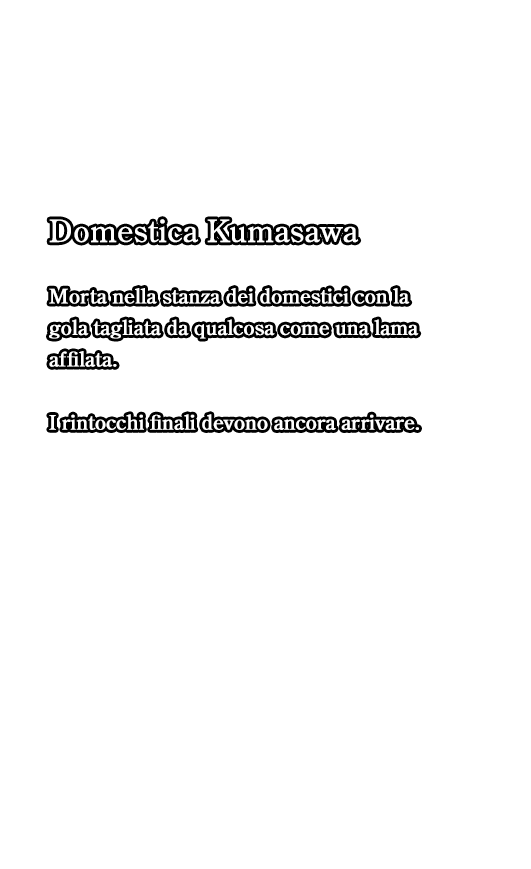 Domestica Kumasawa
Morta nella stanza dei domestici con la
gola tagliata da qualcosa come una lama
affilata.
I rintocchi finali devono ancora arrivare.